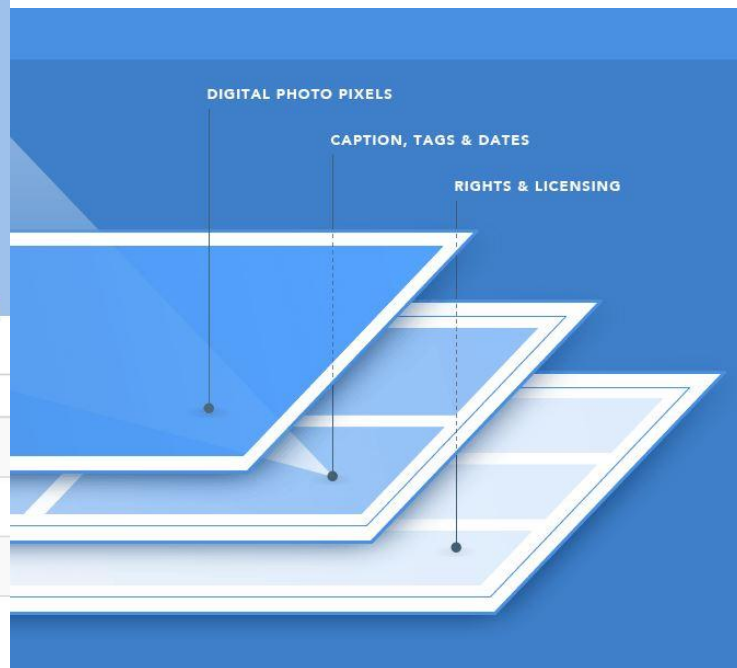 DIGITAL PHOTO PIXELS
CAPTION, TAGS & DATES
RIGHTS & LICENSING